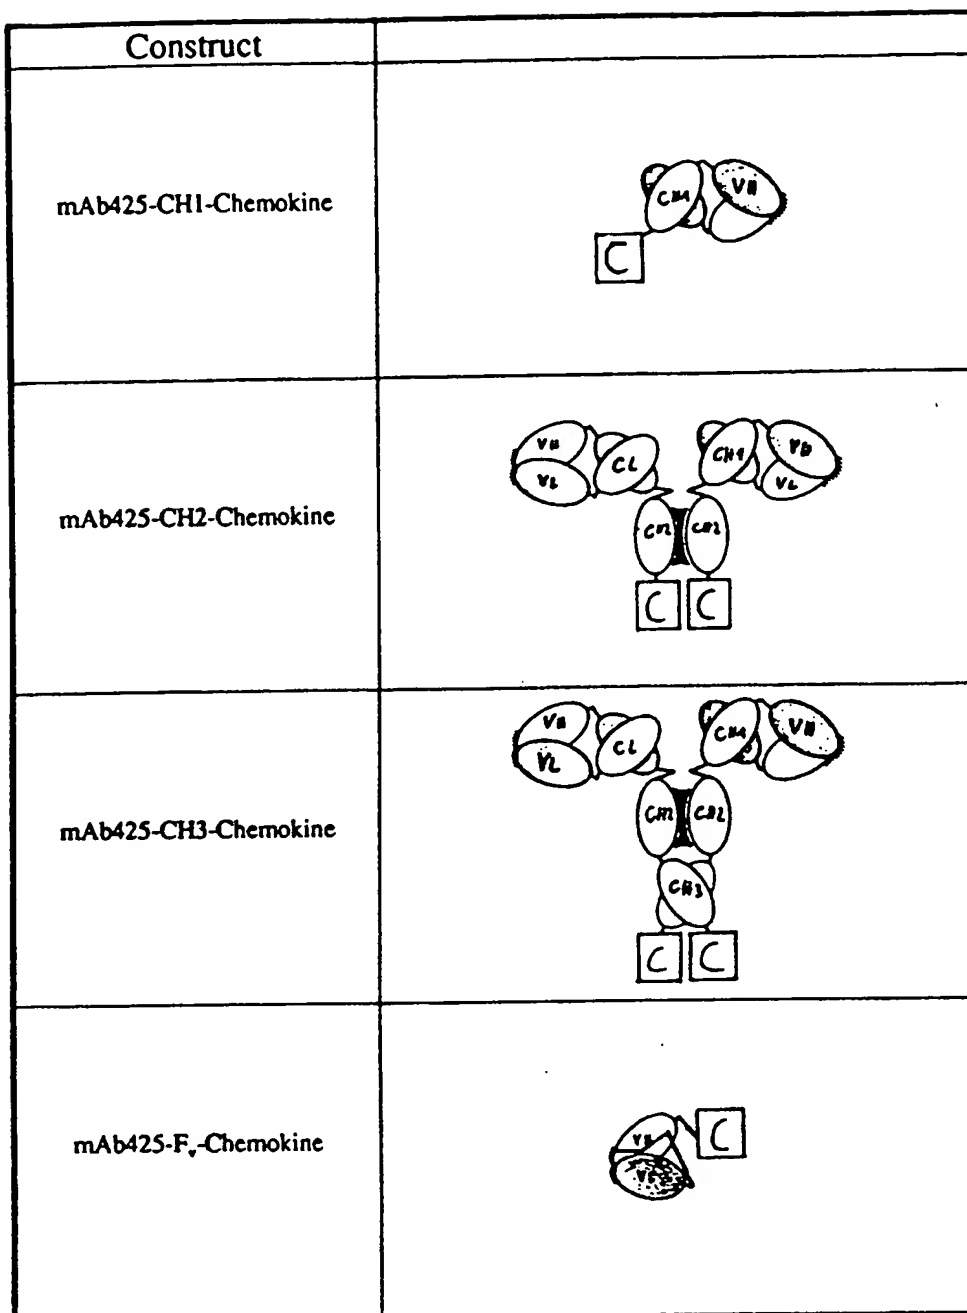 Construct
mAb425-CH1-Chemokine
CH1 VH
C
mAb425-CH2-Chemokine
VH CL CH1 VH
VL VL
CH2 CH2
C C
mAb425-CH3-Chemokine
VH CL CH1 VH
VL
CH2 CH2
CH3
C C
mAb425-Fv-Chemokine
VH C